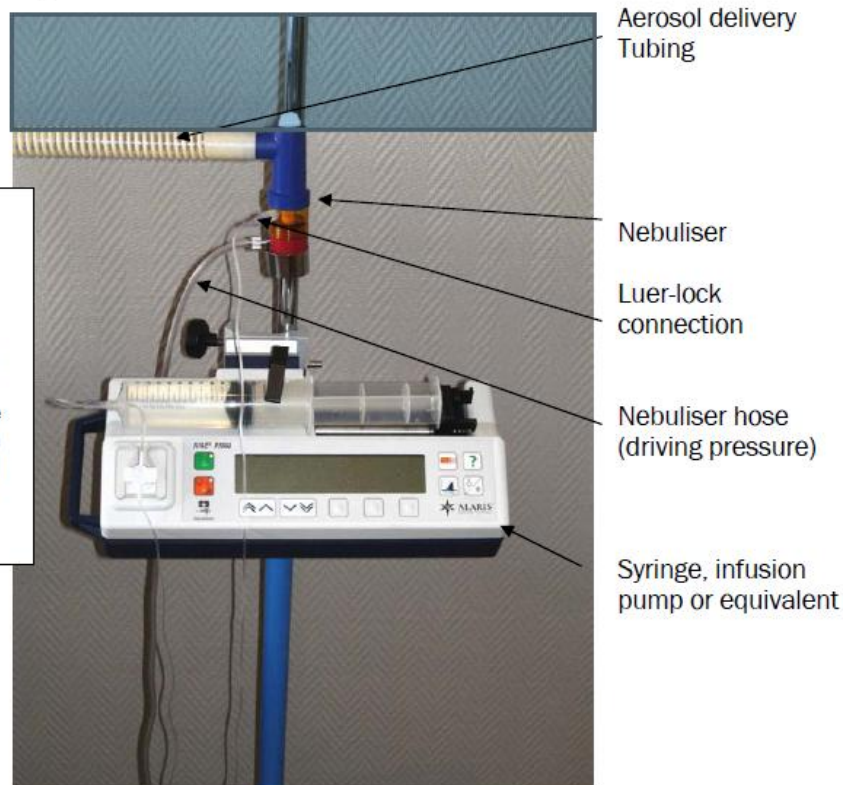 Aerosol delivery
Tubing
Nebuliser
Luer-lock
connection
Nebuliser hose
(driving pressure)
ALARIS
Syringe, infusion
pump or equivalent